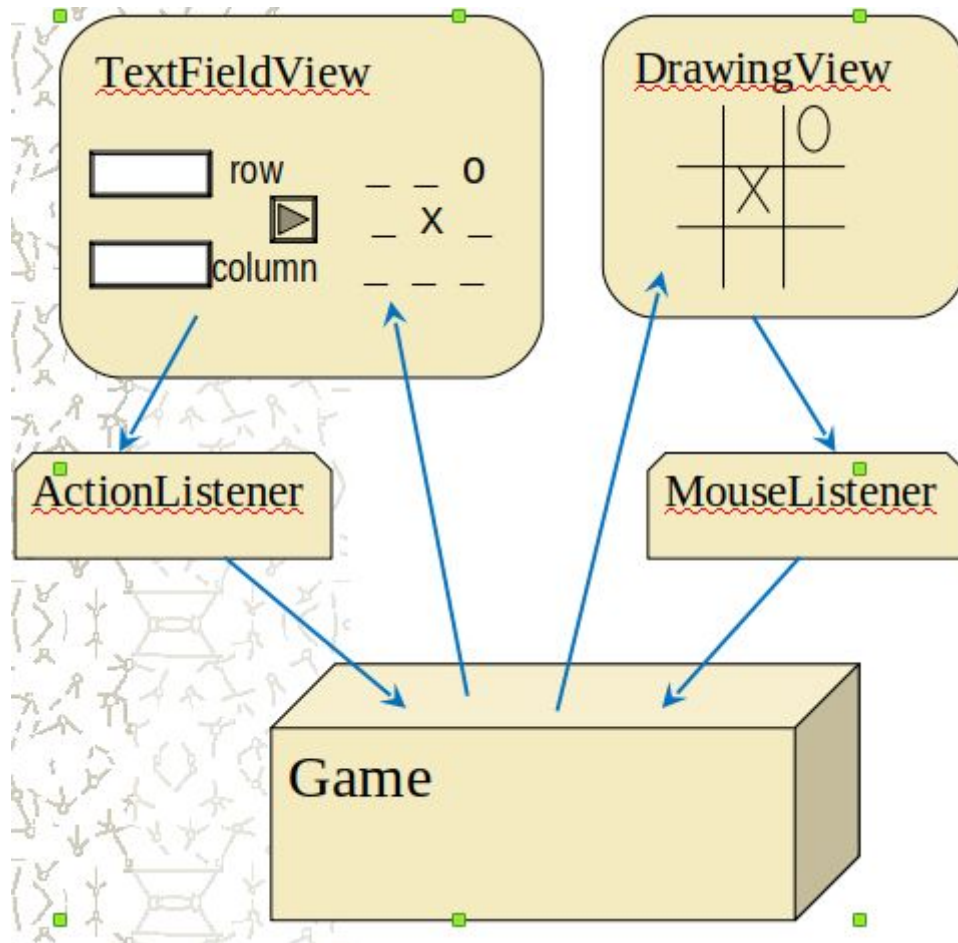 TextFieldView
row
column
_ _ O
_ X _
_ _ _
DrawingView
O
X
ActionListener
MouseListener
Game